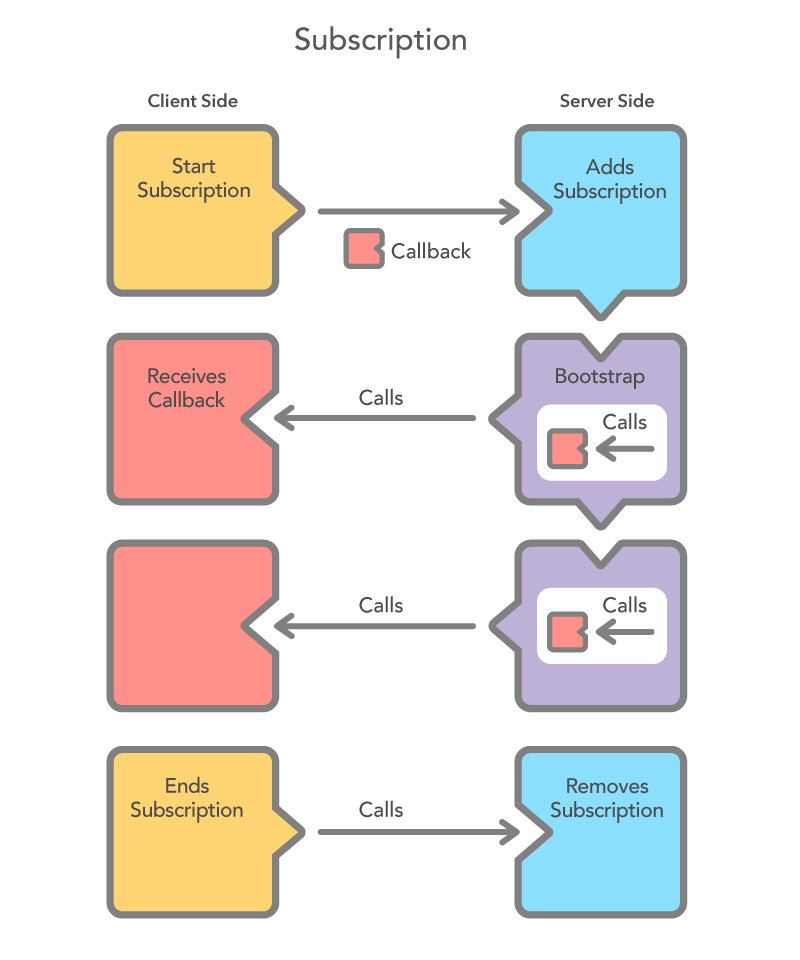 Subscription
Client Side
Server Side
Start
Subscription
Adds
Subscription
Callback
Receives
Callback
Calls
Bootstrap
Calls
Calls
Calls
Ends
Subscription
Calls
Removes
Subscription